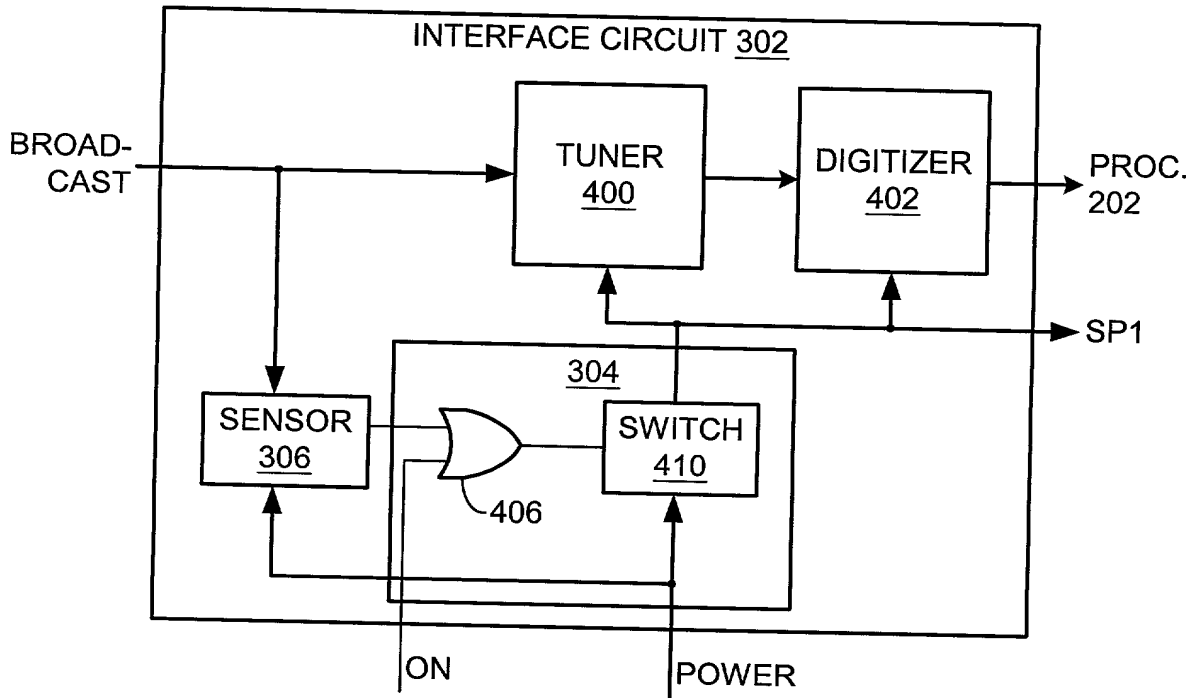 INTERFACE CIRCUIT 302
BROAD-
CAST
TUNER
400
DIGITIZER
402
PROC.
202
SP1
304
SENSOR
306
SWITCH
410
406
ON
POWER